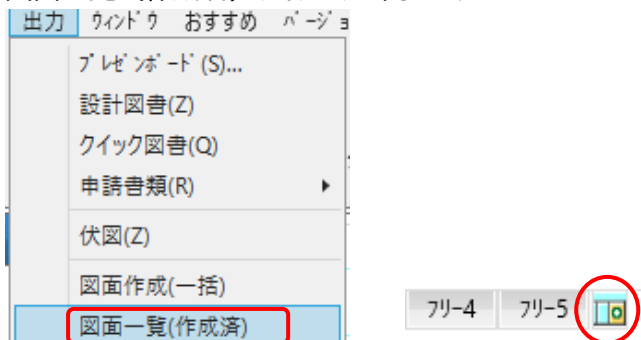 出力 ウィンドウ おすすめ バージョ
プレゼンボード(S)...
設計図書(Z)
クイック図書(Q)
申請書類(R)
伏図(Z)
図面作成(一括)
図面一覧(作成済)
フリー4 フリー5